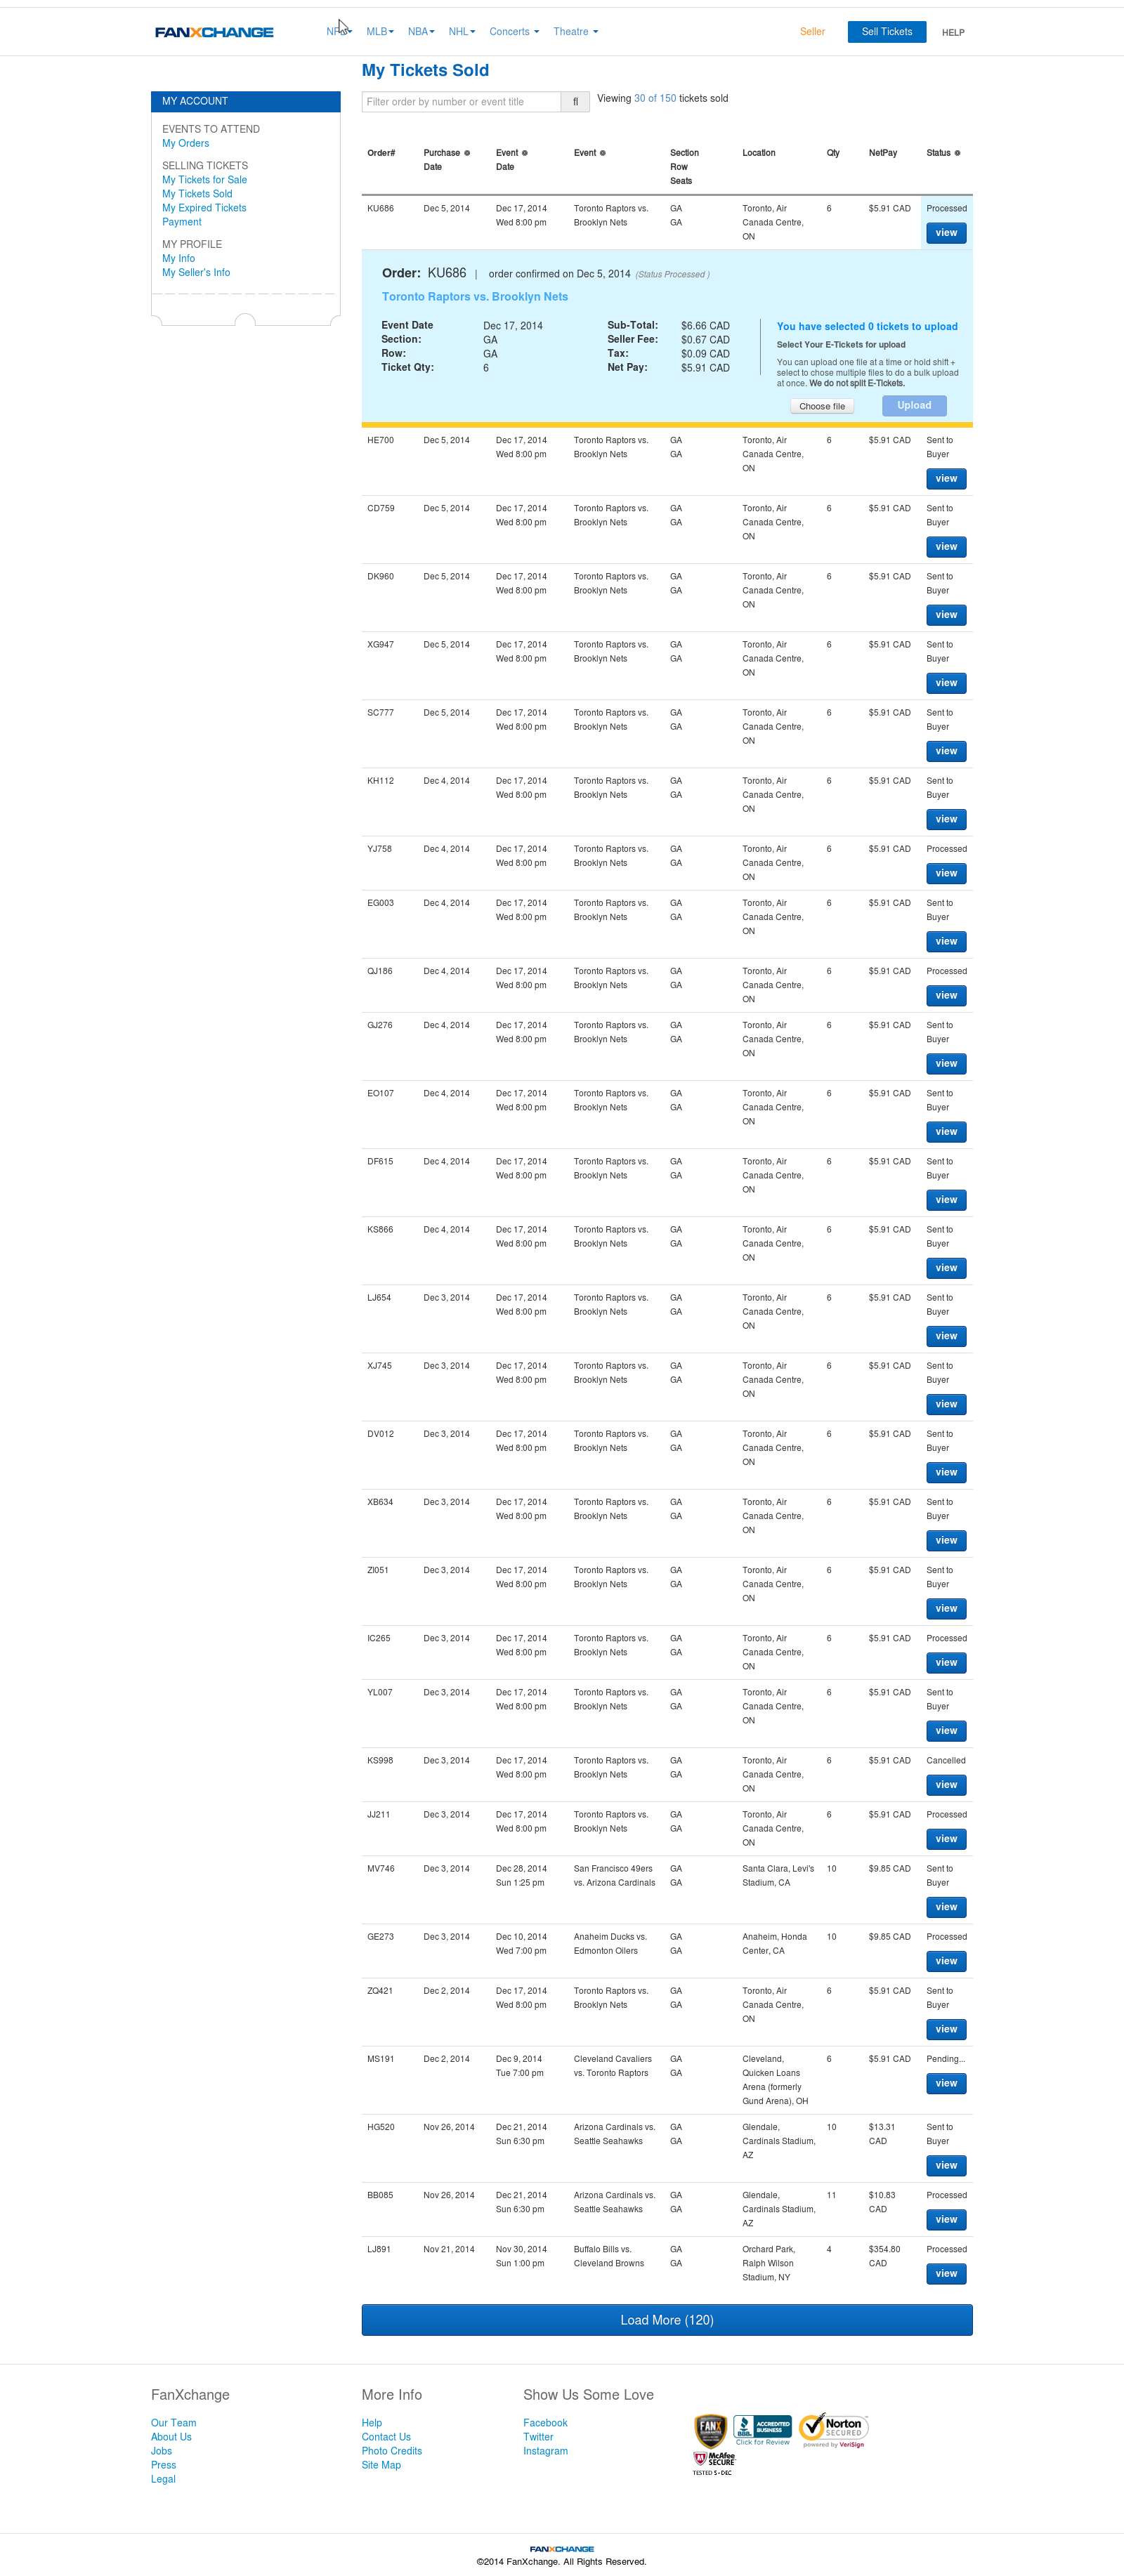 FANXCHANGE MLB NBA NHL Concerts Theatre Seller Sell Tickets HELP
My Tickets Sold
MY ACCOUNT
EVENTS TO ATTEND
My Orders
SELLING TICKETS
My Tickets for Sale
My Tickets Sold
My Expired Tickets
Payment
MY PROFILE
My Info
My Seller's Info
Filter order by number or event title fl Viewing 30 of 150 tickets sold
Order# Purchase Event Event Section Location Qty NetPay Status
Date Date Row
Seats
KU686 Dec 5, 2014 Dec 17, 2014 Toronto Raptors vs. GA Toronto, Air 6 $5.91 CAD Processed
Wed 8:00 pm Brooklyn Nets GA Canada Centre,
ON view
Order: KU686 | order confirmed on Dec 5, 2014 (Status Processed )
Toronto Raptors vs. Brooklyn Nets
Event Date Dec 17, 2014 Sub-Total: $6.66 CAD
Section: GA Seller Fee: $0.67 CAD
Row: GA Tax: $0.09 CAD
Ticket Qty: 6 Net Pay: $5.91 CAD
You have selected 0 tickets to upload
Select Your E-Tickets for upload
You can upload one file at a time or hold shift +
select to chose multiple files to do a bulk upload
at once. We do not split E-Tickets.
Choose file Upload
HE700 Dec 5, 2014 Dec 17, 2014 Toronto Raptors vs. GA Toronto, Air 6 $5.91 CAD Sent to
Wed 8:00 pm Brooklyn Nets GA Canada Centre, Buyer
ON view
CD759 Dec 5, 2014 Dec 17, 2014 Toronto Raptors vs. GA Toronto, Air 6 $5.91 CAD Sent to
Wed 8:00 pm Brooklyn Nets GA Canada Centre, Buyer
ON view
DK960 Dec 5, 2014 Dec 17, 2014 Toronto Raptors vs. GA Toronto, Air 6 $5.91 CAD Sent to
Wed 8:00 pm Brooklyn Nets GA Canada Centre, Buyer
ON view
XG947 Dec 5, 2014 Dec 17, 2014 Toronto Raptors vs. GA Toronto, Air 6 $5.91 CAD Sent to
Wed 8:00 pm Brooklyn Nets GA Canada Centre, Buyer
ON view
SC777 Dec 5, 2014 Dec 17, 2014 Toronto Raptors vs. GA Toronto, Air 6 $5.91 CAD Sent to
Wed 8:00 pm Brooklyn Nets GA Canada Centre, Buyer
ON view
KH112 Dec 4, 2014 Dec 17, 2014 Toronto Raptors vs. GA Toronto, Air 6 $5.91 CAD Sent to
Wed 8:00 pm Brooklyn Nets GA Canada Centre, Buyer
ON view
YJ758 Dec 4, 2014 Dec 17, 2014 Toronto Raptors vs. GA Toronto, Air 6 $5.91 CAD Processed
Wed 8:00 pm Brooklyn Nets GA Canada Centre,
ON view
EG003 Dec 4, 2014 Dec 17, 2014 Toronto Raptors vs. GA Toronto, Air 6 $5.91 CAD Sent to
Wed 8:00 pm Brooklyn Nets GA Canada Centre, Buyer
ON view
QJ186 Dec 4, 2014 Dec 17, 2014 Toronto Raptors vs. GA Toronto, Air 6 $5.91 CAD Processed
Wed 8:00 pm Brooklyn Nets GA Canada Centre,
ON view
GJ276 Dec 4, 2014 Dec 17, 2014 Toronto Raptors vs. GA Toronto, Air 6 $5.91 CAD Sent to
Wed 8:00 pm Brooklyn Nets GA Canada Centre, Buyer
ON view
EO107 Dec 4, 2014 Dec 17, 2014 Toronto Raptors vs. GA Toronto, Air 6 $5.91 CAD Sent to
Wed 8:00 pm Brooklyn Nets GA Canada Centre, Buyer
ON view
DF615 Dec 4, 2014 Dec 17, 2014 Toronto Raptors vs. GA Toronto, Air 6 $5.91 CAD Sent to
Wed 8:00 pm Brooklyn Nets GA Canada Centre, Buyer
ON view
KS866 Dec 4, 2014 Dec 17, 2014 Toronto Raptors vs. GA Toronto, Air 6 $5.91 CAD Sent to
Wed 8:00 pm Brooklyn Nets GA Canada Centre, Buyer
ON view
LJ654 Dec 3, 2014 Dec 17, 2014 Toronto Raptors vs. GA Toronto, Air 6 $5.91 CAD Sent to
Wed 8:00 pm Brooklyn Nets GA Canada Centre, Buyer
ON view
XJ745 Dec 3, 2014 Dec 17, 2014 Toronto Raptors vs. GA Toronto, Air 6 $5.91 CAD Sent to
Wed 8:00 pm Brooklyn Nets GA Canada Centre, Buyer
ON view
DV012 Dec 3, 2014 Dec 17, 2014 Toronto Raptors vs. GA Toronto, Air 6 $5.91 CAD Sent to
Wed 8:00 pm Brooklyn Nets GA Canada Centre, Buyer
ON view
XB634 Dec 3, 2014 Dec 17, 2014 Toronto Raptors vs. GA Toronto, Air 6 $5.91 CAD Sent to
Wed 8:00 pm Brooklyn Nets GA Canada Centre, Buyer
ON view
ZI051 Dec 3, 2014 Dec 17, 2014 Toronto Raptors vs. GA Toronto, Air 6 $5.91 CAD Sent to
Wed 8:00 pm Brooklyn Nets GA Canada Centre, Buyer
ON view
IC265 Dec 3, 2014 Dec 17, 2014 Toronto Raptors vs. GA Toronto, Air 6 $5.91 CAD Processed
Wed 8:00 pm Brooklyn Nets GA Canada Centre,
ON view
YL007 Dec 3, 2014 Dec 17, 2014 Toronto Raptors vs. GA Toronto, Air 6 $5.91 CAD Sent to
Wed 8:00 pm Brooklyn Nets GA Canada Centre, Buyer
ON view
KS998 Dec 3, 2014 Dec 17, 2014 Toronto Raptors vs. GA Toronto, Air 6 $5.91 CAD Cancelled
Wed 8:00 pm Brooklyn Nets GA Canada Centre,
ON view
JJ211 Dec 3, 2014 Dec 17, 2014 Toronto Raptors vs. GA Toronto, Air 6 $5.91 CAD Processed
Wed 8:00 pm Brooklyn Nets GA Canada Centre,
ON view
MV746 Dec 3, 2014 Dec 28, 2014 San Francisco 49ers GA Santa Clara, Levi's 10 $9.85 CAD Sent to
Sun 1:25 pm vs. Arizona Cardinals GA Stadium, CA Buyer
view
GE273 Dec 3, 2014 Dec 10, 2014 Anaheim Ducks vs. GA Anaheim, Honda 10 $9.85 CAD Processed
Wed 7:00 pm Edmonton Oilers GA Center, CA
view
ZQ421 Dec 2, 2014 Dec 17, 2014 Toronto Raptors vs. GA Toronto, Air 6 $5.91 CAD Sent to
Wed 8:00 pm Brooklyn Nets GA Canada Centre, Buyer
ON view
MS191 Dec 2, 2014 Dec 9, 2014 Cleveland Cavaliers GA Cleveland, 6 $5.91 CAD Pending...
Tue 7:00 pm vs. Toronto Raptors GA Quicken Loans
Arena (formerly view
Gund Arena), OH
HG520 Nov 26, 2014 Dec 21, 2014 Arizona Cardinals vs. GA Glendale, 10 $13.31 Sent to
Sun 6:30 pm Seattle Seahawks GA Cardinals Stadium, CAD Buyer
AZ view
BB085 Nov 26, 2014 Dec 21, 2014 Arizona Cardinals vs. GA Glendale, 11 $10.83 Processed
Sun 6:30 pm Seattle Seahawks GA Cardinals Stadium, CAD
AZ view
LJ891 Nov 21, 2014 Nov 30, 2014 Buffalo Bills vs. GA Orchard Park, 4 $354.80 Processed
Sun 1:00 pm Cleveland Browns GA Ralph Wilson CAD
Stadium, NY view
Load More (120)
FanXchange
Our Team
About Us
Jobs
Press
Legal
More Info
Help
Contact Us
Photo Credits
Site Map
Show Us Some Love
Facebook
Twitter
Instagram
FANX
BBB ACCREDITED
BUSINESS
Click for Review
Norton
SECURED
powered by VeriSign
McAfee
SECURE
TESTED 5-DEC
FANXCHANGE
©2014 FanXchange. All Rights Reserved.